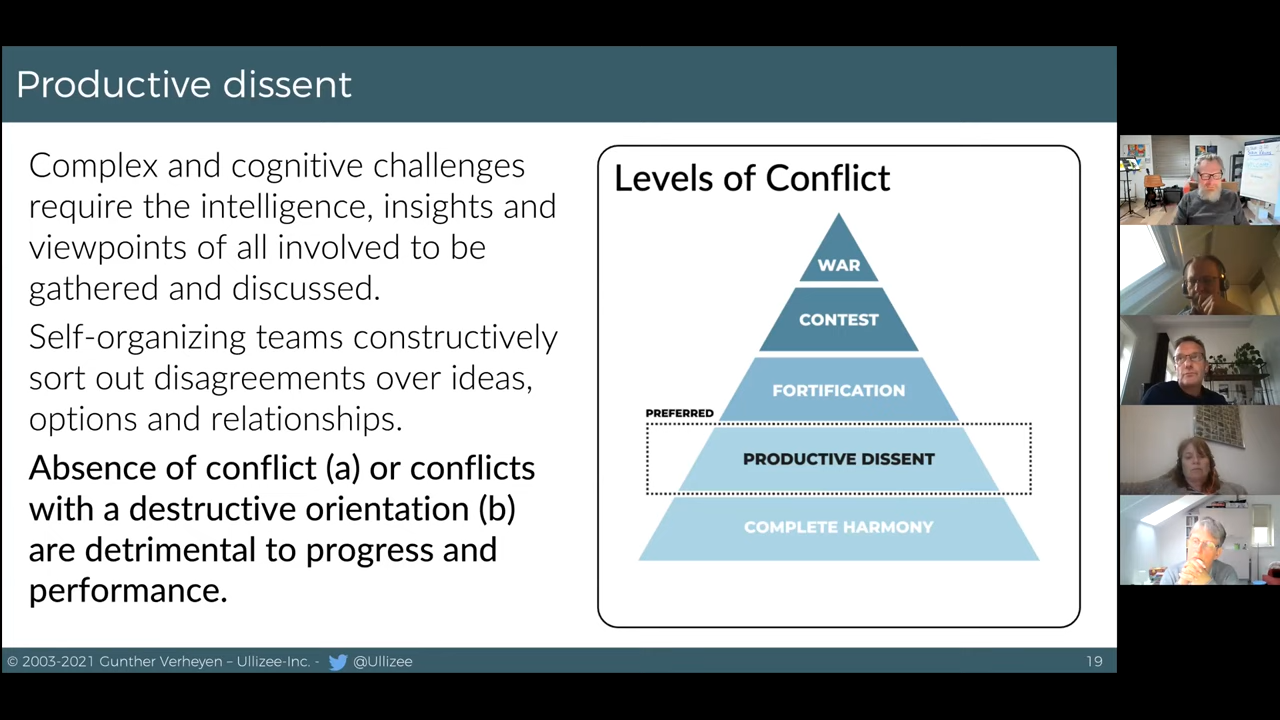 Productive dissent
Complex and cognitive challenges
require the intelligence, insights and
viewpoints of all involved to be
gathered and discussed.
Self-organizing teams constructively
sort out disagreements over ideas,
options and relationships.
Absence of conflict (a) or conflicts
with a destructive orientation (b)
are detrimental to progress and
performance.
Levels of Conflict
WAR
CONTEST
FORTIFICATION
PREFERRED
PRODUCTIVE DISSENT
COMPLETE HARMONY
© 2003-2021 Gunther Verheyen – Ullizee-Inc. - @Ullizee
19